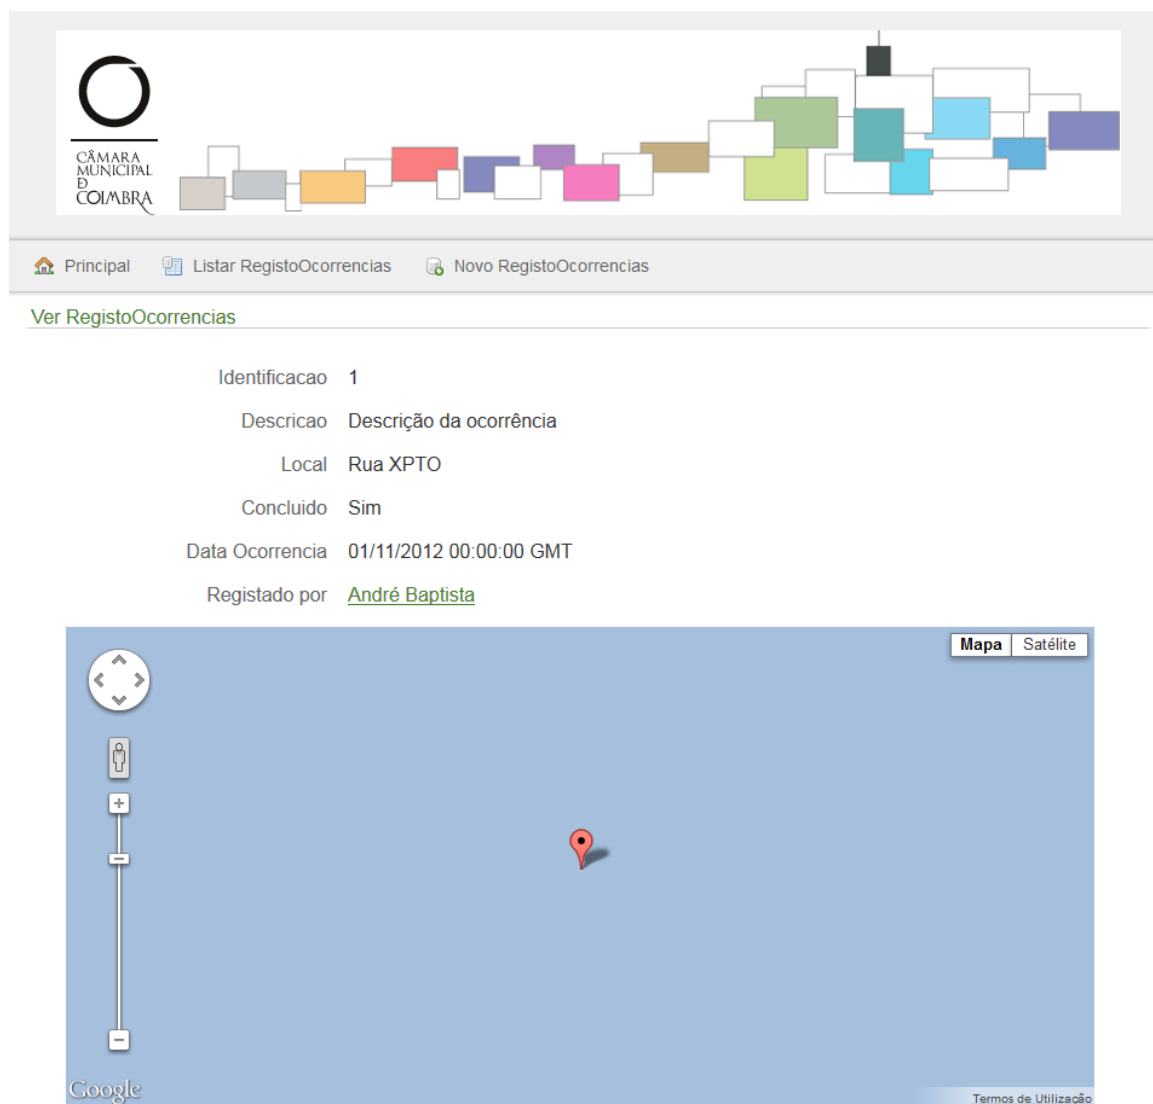 CÂMARA
MUNICIPAL
Đ
COIMBRA
Principal Listar RegistoOcorrencias Novo RegistoOcorrencias
Ver RegistoOcorrencias
Identificacao 1
Descricao Descrição da ocorrência
Local Rua XPTO
Concluido Sim
Data Ocorrencia 01/11/2012 00:00:00 GMT
Registado por André Baptista
Mapa Satélite
Google
Termos de Utilização